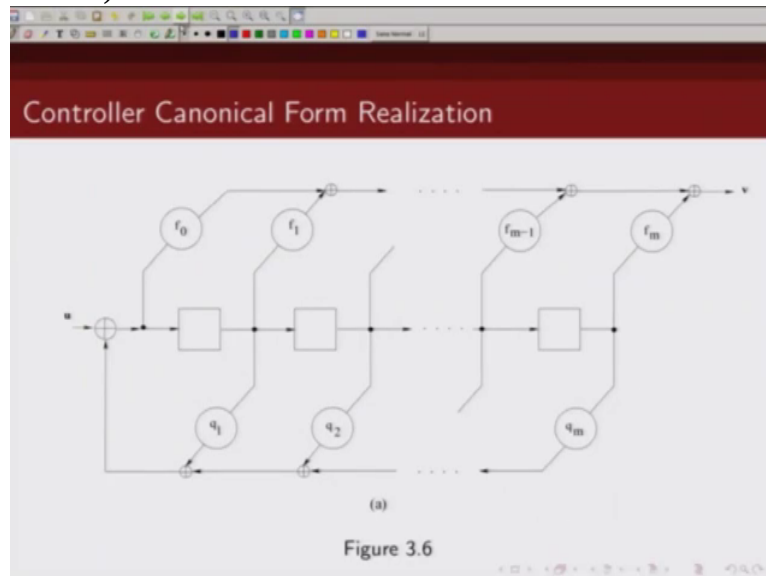 Controller Canonical Form Realization
v
f0
f1
fm−1
fm
u
q1
q2
qm
(a)
Figure 3.6